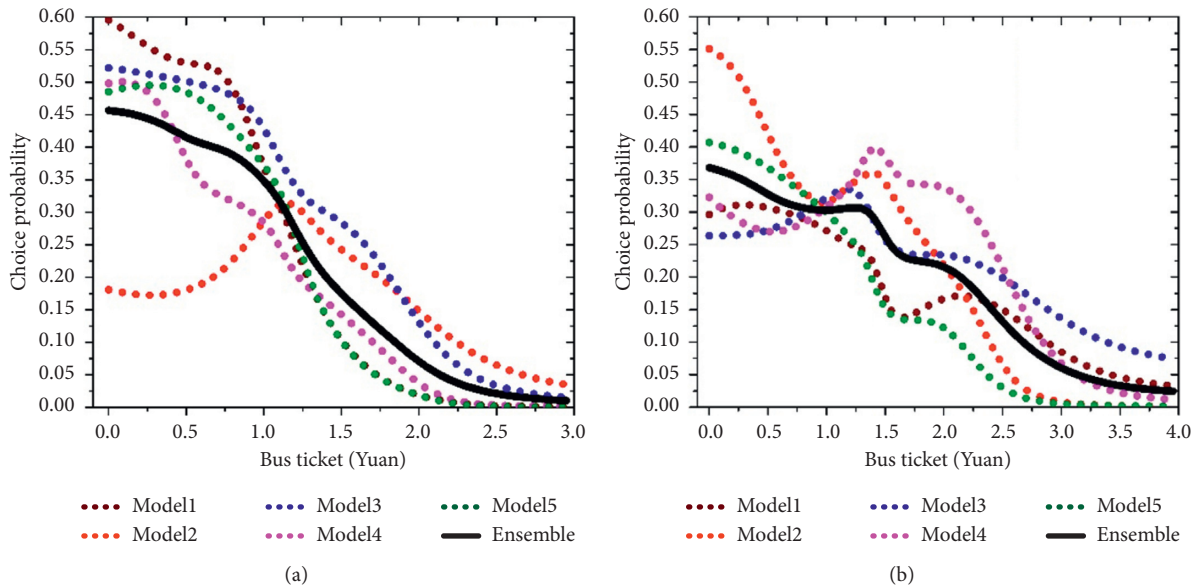 0.60
0.55
0.50
0.45
0.40
0.35
0.30
0.25
0.20
0.15
0.10
0.05
0.00
Choice probability
0.0 0.5 1.0 1.5 2.0 2.5 3.0
Bus ticket (Yuan)
Model1 Model3 Model5
Model2 Model4 Ensemble
(a)
0.60
0.55
0.50
0.45
0.40
0.35
0.30
0.25
0.20
0.15
0.10
0.05
0.00
Choice probability
0.0 0.5 1.0 1.5 2.0 2.5 3.0 3.5 4.0
Bus ticket (Yuan)
Model1 Model3 Model5
Model2 Model4 Ensemble
(b)